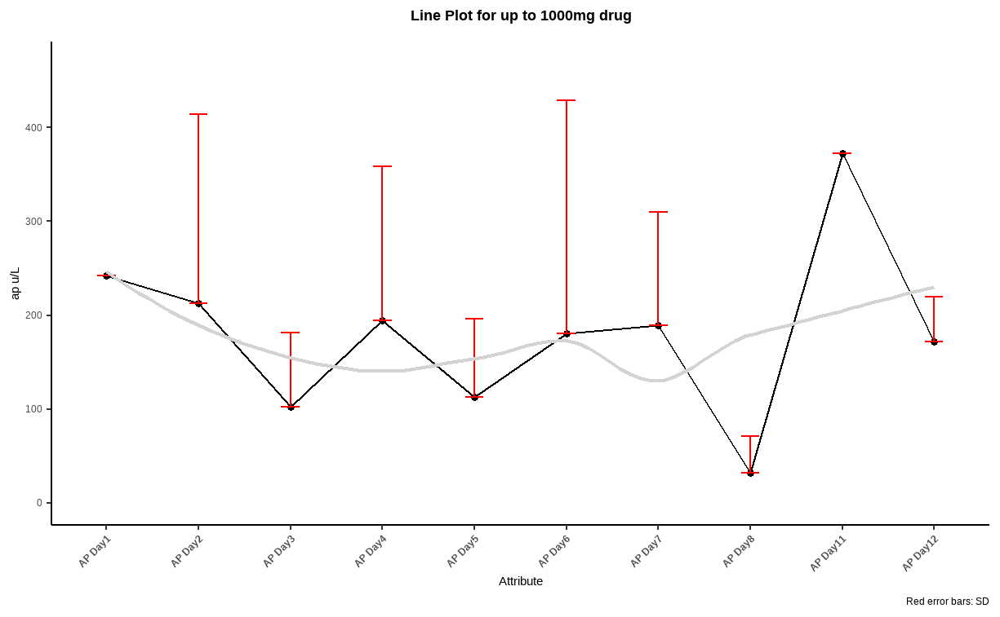 Line Plot for up to 1000mg drug
ap u/L
400
300
200
100
0
AP Day1
AP Day2
AP Day3
AP Day4
AP Day5
AP Day6
AP Day7
AP Day8
AP Day11
AP Day12
Attribute
Red error bars: SD